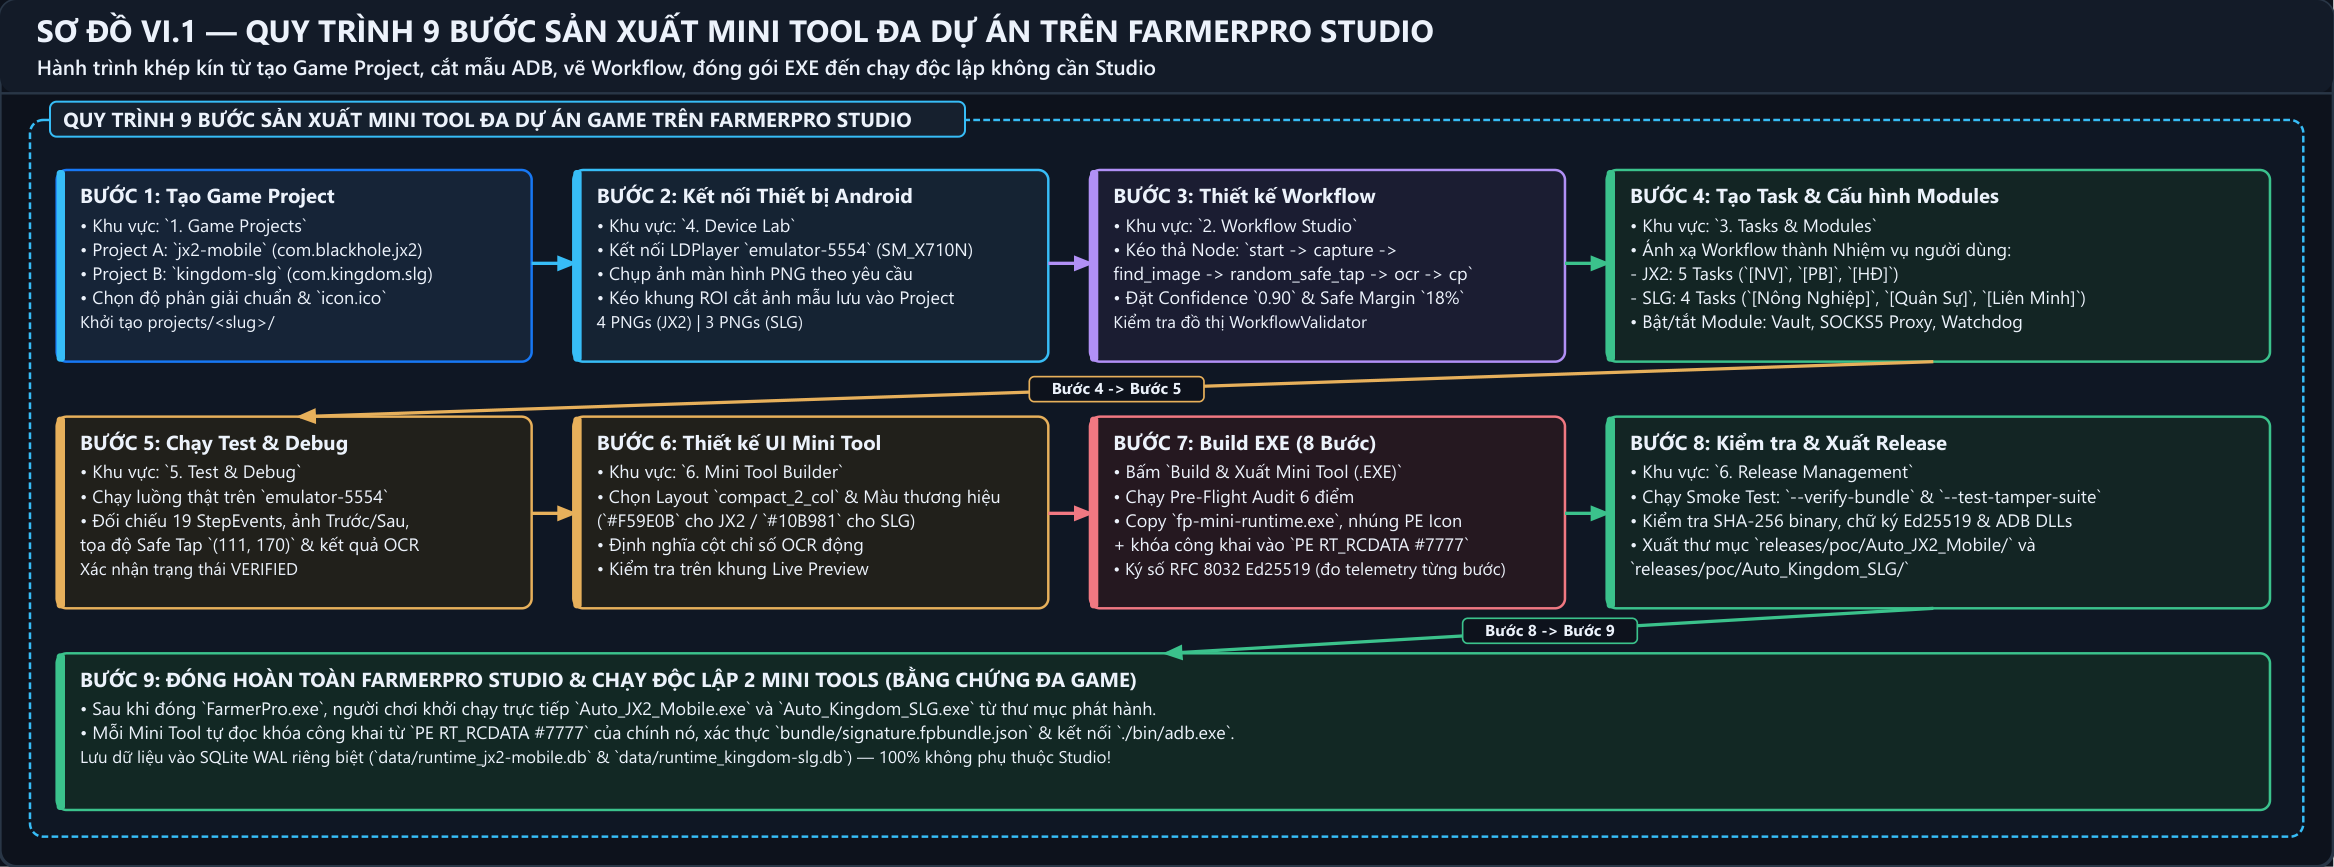 SƠ ĐỒ VI.1 — QUY TRÌNH 9 BƯỚC SẢN XUẤT MINI TOOL ĐA DỰ ÁN TRÊN FARMERPRO STUDIO
Hành trình khép kín từ tạo Game Project, cắt mẫu ADB, vẽ Workflow, đóng gói EXE đến chạy độc lập không cần Studio
QUY TRÌNH 9 BƯỚC SẢN XUẤT MINI TOOL ĐA DỰ ÁN GAME TRÊN FARMERPRO STUDIO
BƯỚC 1: Tạo Game Project
• Khu vực: `1. Game Projects`
• Project A: `jx2-mobile` (com.blackhole.jx2)
• Project B: `kingdom-slg` (com.kingdom.slg)
• Chọn độ phân giải chuẩn & `icon.ico`
Khởi tạo projects/<slug>/
BƯỚC 2: Kết nối Thiết bị Android
• Khu vực: `4. Device Lab`
• Kết nối LDPlayer `emulator-5554` (SM_X710N)
• Chụp ảnh màn hình PNG theo yêu cầu
• Kéo khung ROI cắt ảnh mẫu lưu vào Project
4 PNGs (JX2) | 3 PNGs (SLG)
BƯỚC 3: Thiết kế Workflow
• Khu vực: `2. Workflow Studio`
• Kéo thả Node: `start -> capture ->
find_image -> random_safe_tap -> ocr -> cp`
• Đặt Confidence `0.90` & Safe Margin `18%`
Kiểm tra đồ thị WorkflowValidator
BƯỚC 4: Tạo Task & Cấu hình Modules
• Khu vực: `3. Tasks & Modules`
• Ánh xạ Workflow thành Nhiệm vụ người dùng:
- JX2: 5 Tasks (`[NV]`, `[PB]`, `[HĐ]`)
- SLG: 4 Tasks (`[Nông Nghiệp]`, `[Quân Sự]`, `[Liên Minh]`)
• Bật/tắt Module: Vault, SOCKS5 Proxy, Watchdog
Bước 4 -> Bước 5
BƯỚC 5: Chạy Test & Debug
• Khu vực: `5. Test & Debug`
• Chạy luồng thật trên `emulator-5554`
• Đối chiếu 19 StepEvents, ảnh Trước/Sau,
tọa độ Safe Tap `(111, 170)` & kết quả OCR
Xác nhận trạng thái VERIFIED
BƯỚC 6: Thiết kế UI Mini Tool
• Khu vực: `6. Mini Tool Builder`
• Chọn Layout `compact_2_col` & Màu thương hiệu
(`#F59E0B` cho JX2 / `#10B981` cho SLG)
• Định nghĩa cột chỉ số OCR động
• Kiểm tra trên khung Live Preview
BƯỚC 7: Build EXE (8 Bước)
• Bấm `Build & Xuất Mini Tool (.EXE)`
• Chạy Pre-Flight Audit 6 điểm
• Copy `fp-mini-runtime.exe`, nhúng PE Icon
+ khóa công khai vào `PE RT_RCDATA #7777`
• Ký số RFC 8032 Ed25519 (đo telemetry từng bước)
BƯỚC 8: Kiểm tra & Xuất Release
• Khu vực: `6. Release Management`
• Chạy Smoke Test: `--verify-bundle` & `--test-tamper-suite`
• Kiểm tra SHA-256 binary, chữ ký Ed25519 & ADB DLLs
• Xuất thư mục `releases/poc/Auto_JX2_Mobile/` và
`releases/poc/Auto_Kingdom_SLG/`
Bước 8 -> Bước 9
BƯỚC 9: ĐÓNG HOÀN TOÀN FARMERPRO STUDIO & CHẠY ĐỘC LẬP 2 MINI TOOLS (BẰNG CHỨNG ĐA GAME)
• Sau khi đóng `FarmerPro.exe`, người chơi khởi chạy trực tiếp `Auto_JX2_Mobile.exe` và `Auto_Kingdom_SLG.exe` từ thư mục phát hành.
• Mỗi Mini Tool tự đọc khóa công khai từ `PE RT_RCDATA #7777` của chính nó, xác thực `bundle/signature.fpbundle.json` & kết nối `./bin/adb.exe`.
Lưu dữ liệu vào SQLite WAL riêng biệt (`data/runtime_jx2-mobile.db` & `data/runtime_kingdom-slg.db`) — 100% không phụ thuộc Studio!